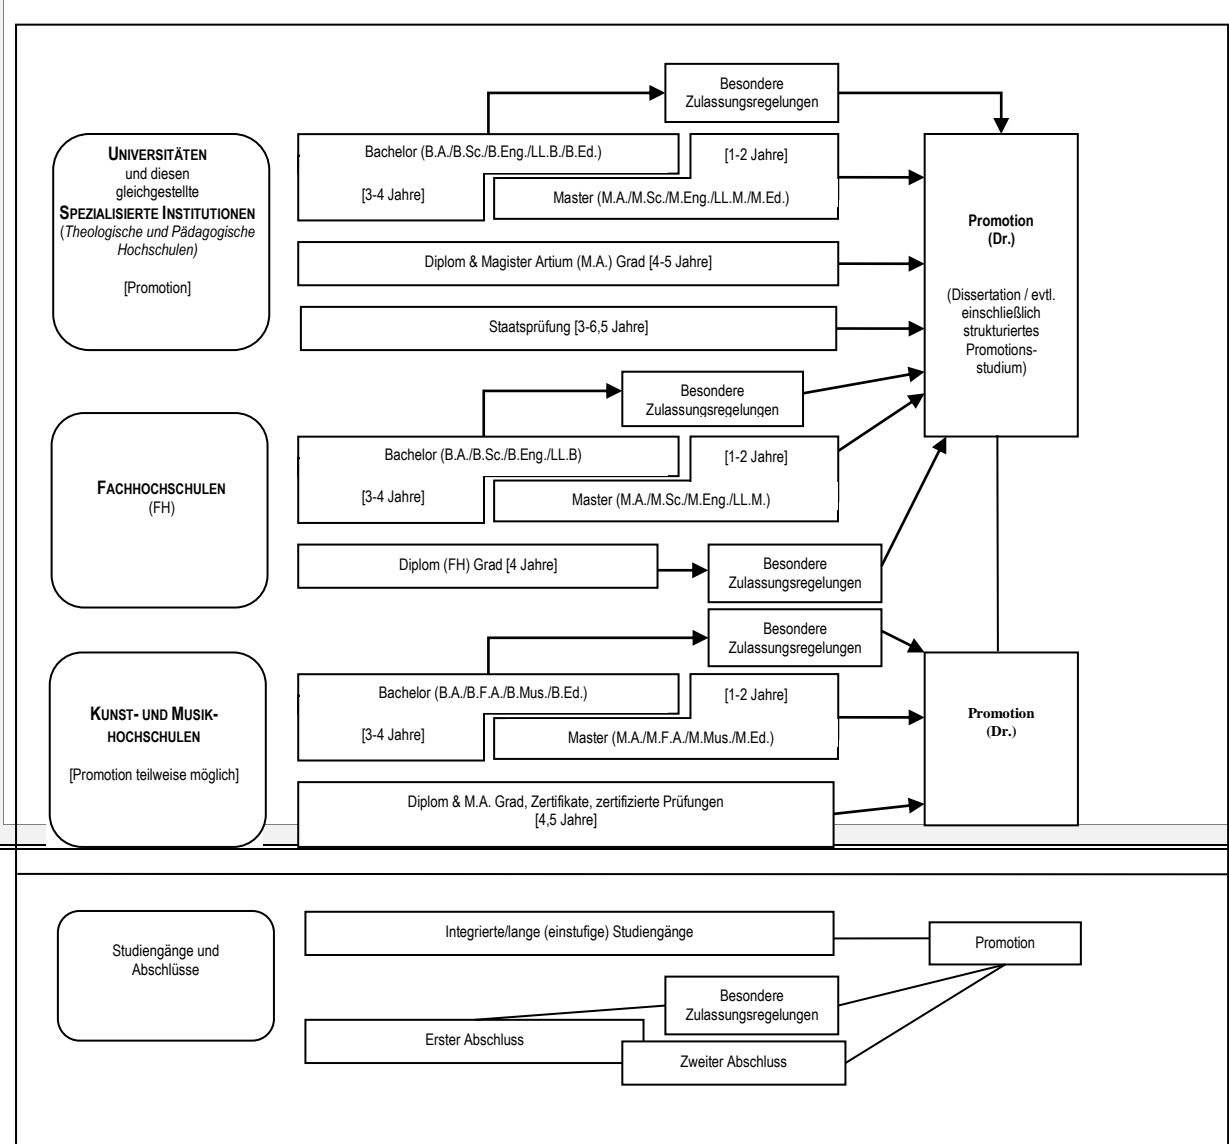 Besondere
Zulassungsregelungen
UNIVERSITÄTEN
und diesen
gleichgestellte
SPEZIALISIERTE INSTITUTIONEN
(Theologische und Pädagogische
Hochschulen)
[Promotion]
Bachelor (B.A./B.Sc./B.Eng./LL.B./B.Ed.)
[3-4 Jahre]
[1-2 Jahre]
Master (M.A./M.Sc./M.Eng./LL.M./M.Ed.)
Diplom & Magister Artium (M.A.) Grad [4-5 Jahre]
Staatsprüfung [3-6,5 Jahre]
Promotion
(Dr.)
(Dissertation / evtl.
einschließlich
strukturiertes
Promotions-
studium)
Besondere
Zulassungsregelungen
FACHHOCHSCHULEN
(FH)
Bachelor (B.A./B.Sc./B.Eng./LL.B)
[3-4 Jahre]
[1-2 Jahre]
Master (M.A./M.Sc./M.Eng./LL.M.)
Diplom (FH) Grad [4 Jahre]
Besondere
Zulassungsregelungen
Besondere
Zulassungsregelungen
KUNST- UND MUSIK-
HOCHSCHULEN
[Promotion teilweise möglich]
Bachelor (B.A./B.F.A./B.Mus./B.Ed.)
[3-4 Jahre]
[1-2 Jahre]
Master (M.A./M.F.A./M.Mus./M.Ed.)
Diplom & M.A. Grad, Zertifikate, zertifizierte Prüfungen
[4,5 Jahre]
Promotion
(Dr.)
Studiengänge und
Abschlüsse
Integrierte/lange (einstufige) Studiengänge
Promotion
Besondere
Zulassungsregelungen
Erster Abschluss
Zweiter Abschluss